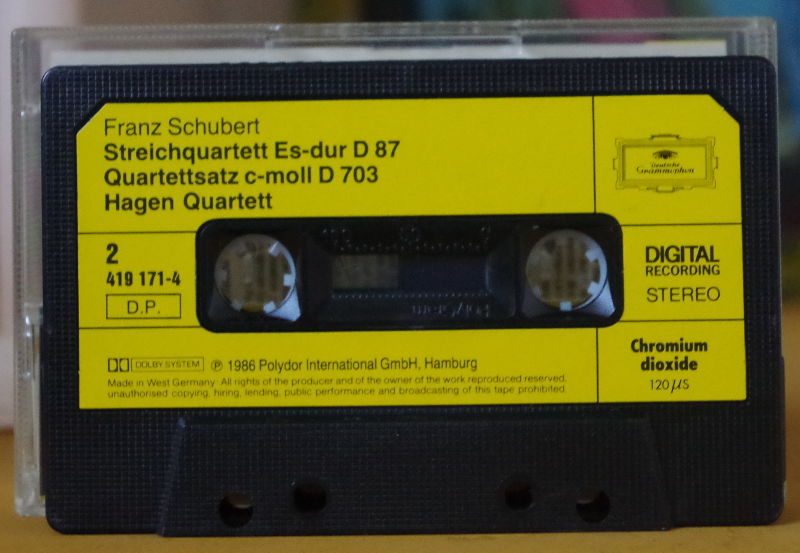 Franz Schubert
Streichquartett Es-dur D 87
Quartettsatz c-moll D 703
Hagen Quartett
Deutsche
Grammophon
2
419 171-4
D.P.
DIGITAL
RECORDING
STEREO
DOLBY SYSTEM ℗ 1986 Polydor International GmbH, Hamburg
Made in West Germany · All rights of the producer and of the owner of the work reproduced reserved,
unauthorised copying, hiring, lending, public performance and broadcasting of this tape prohibited.
Chromium
dioxide
120 μs